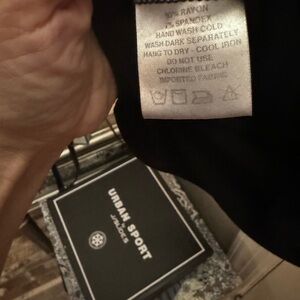 RAYON
SPANDEX
HAND WASH COLD
WASH DARK SEPARATELY
HANG TO DRY - COOL IRON
DO NOT USE
CHLORINE BLEACH
IMPORTED FABRIC
URBAN SPORT